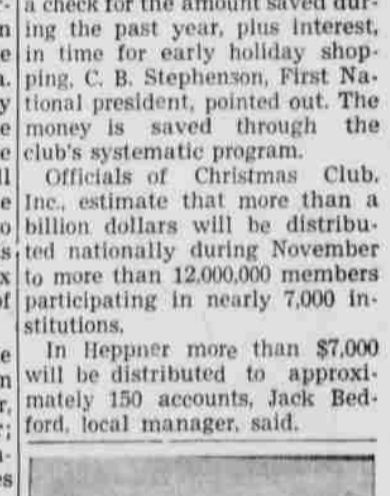 a check for the amount saved dur-
ing the past year, plus interest,
in time for early holiday shop-
ping, C. B. Stephenson, First Na-
tional president, pointed out. The
money is saved through the
club's systematic program.
Officials of Christmas Club,
Inc., estimate that more than a
billion dollars will be distribu-
ted nationally during November
to more than 12,000,000 members
participating in nearly 7,000 in-
stitutions.
In Heppner more than $7,000
will be distributed to approxi-
mately 150 accounts, Jack Bed-
ford, local manager, said.